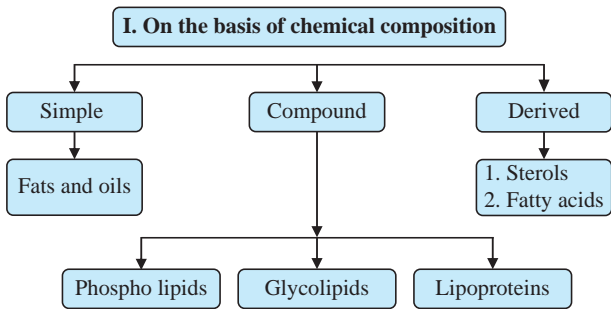 I. On the basis of chemical composition
Simple
Compound
Derived
Fats and oils
1. Sterols
2. Fatty acids
Phospho lipids
Glycolipids
Lipoproteins